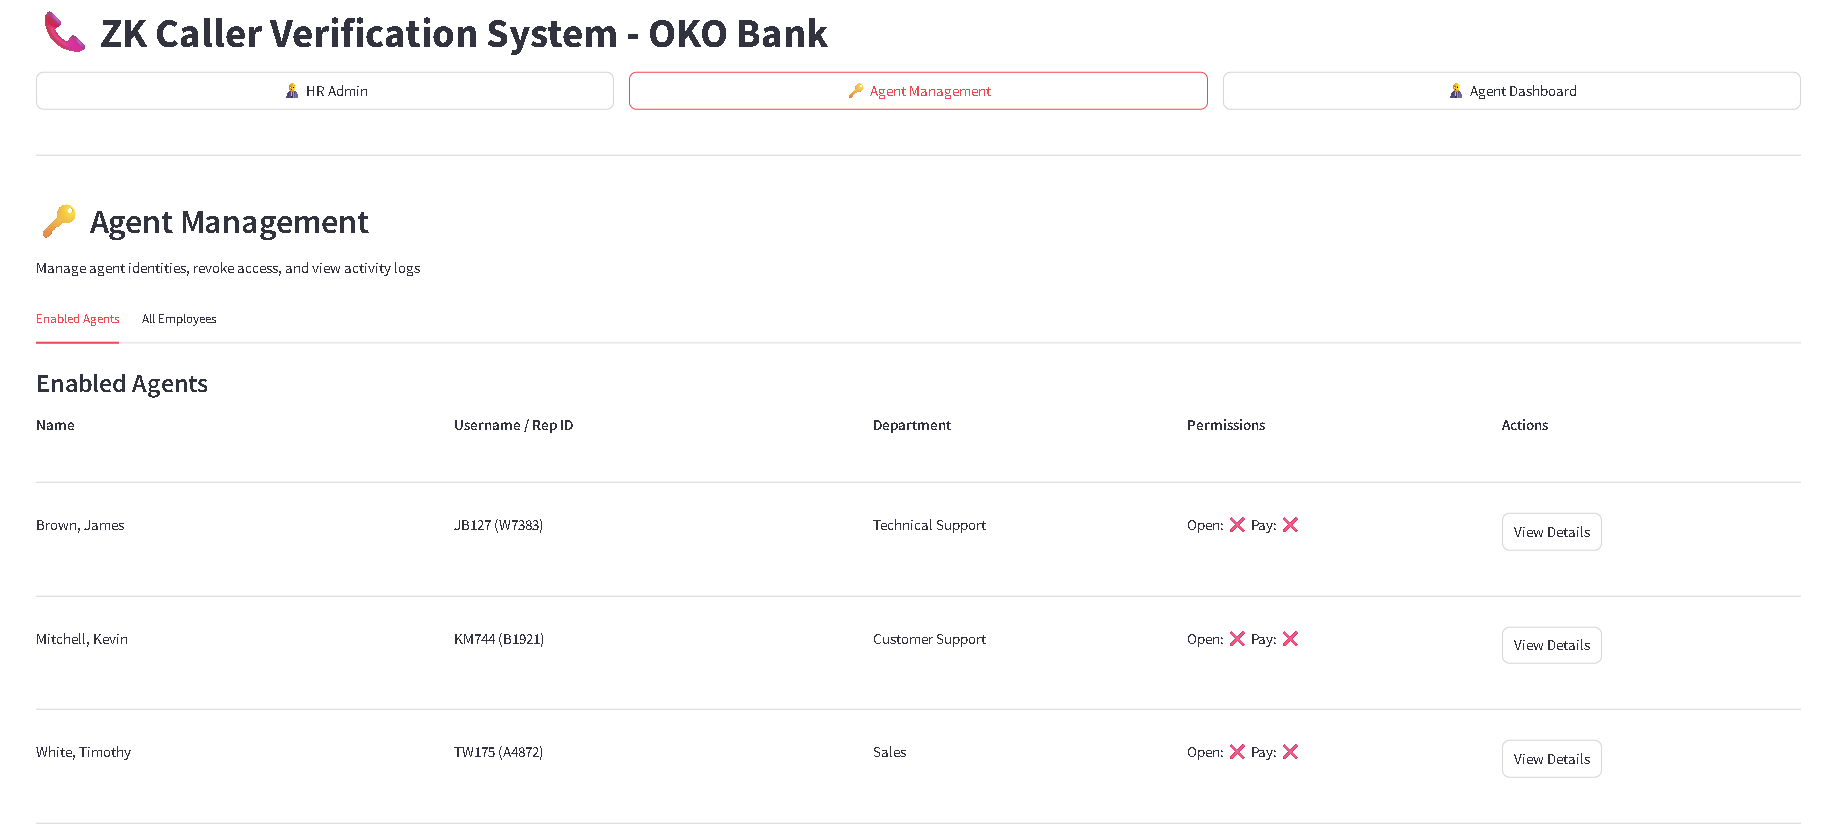 ZK Caller Verification System - OKO Bank
HR Admin
Agent Management
Agent Dashboard
Agent Management
Manage agent identities, revoke access, and view activity logs
Enabled Agents All Employees
Enabled Agents
Name Username / Rep ID Department Permissions Actions
Brown, James JB127 (W7383) Technical Support Open: ❌ Pay: ❌ View Details
Mitchell, Kevin KM744 (B1921) Customer Support Open: ❌ Pay: ❌ View Details
White, Timothy TW175 (A4872) Sales Open: ❌ Pay: ❌ View Details